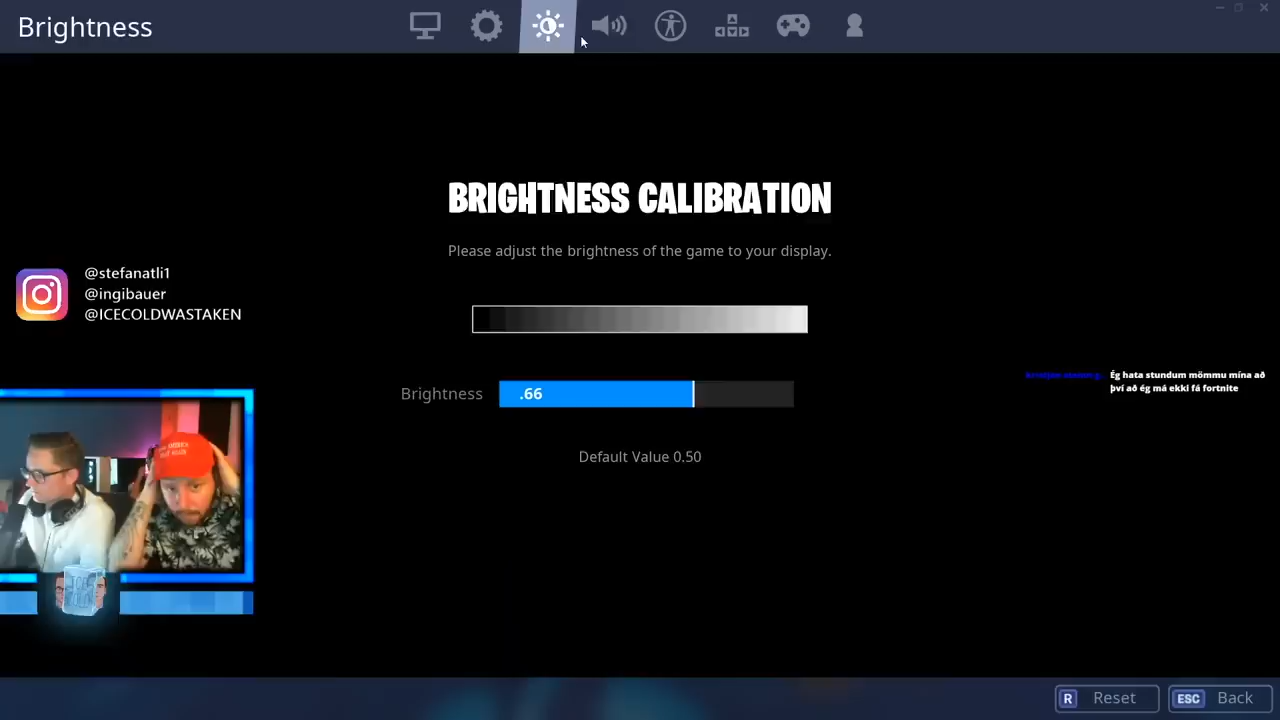 Brightness
BRIGHTNESS CALIBRATION
Please adjust the brightness of the game to your display.
@stefanatli1
@ingibauer
@ICECOLDWASTAKEN
Brightness .66
Ég hata stundum mömmu mína að
því að ég má ekki fá fortnite
Default Value 0.50
R Reset ESC Back